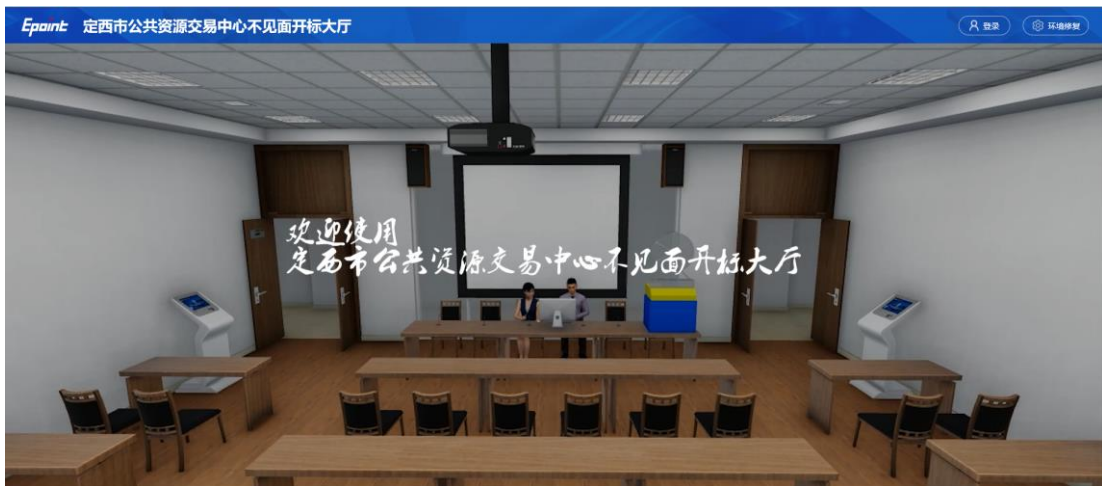 Epoint 定西市公共资源交易中心不见面开标大厅
登录 环境修复
欢迎使用
定西市公共资源交易中心不见面开标大厅